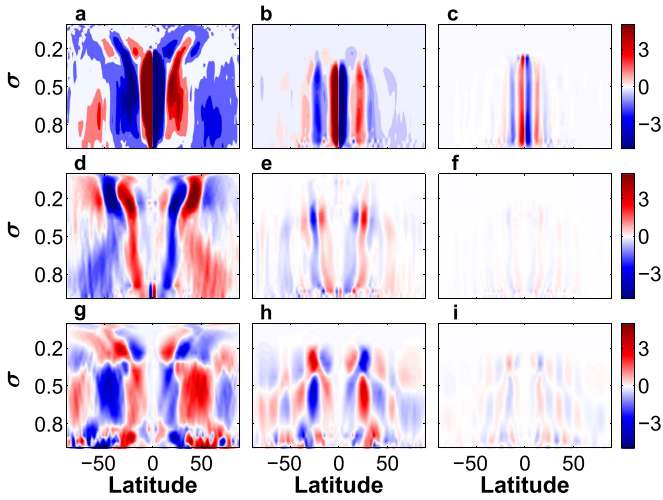 a b c
σ 0.2 0.5 0.8 3 0 −3
d e f
σ 0.2 0.5 0.8 3 0 −3
g h i
σ 0.2 0.5 0.8 3 0 −3
−50 0 50 −50 0 50 −50 0 50
Latitude Latitude Latitude